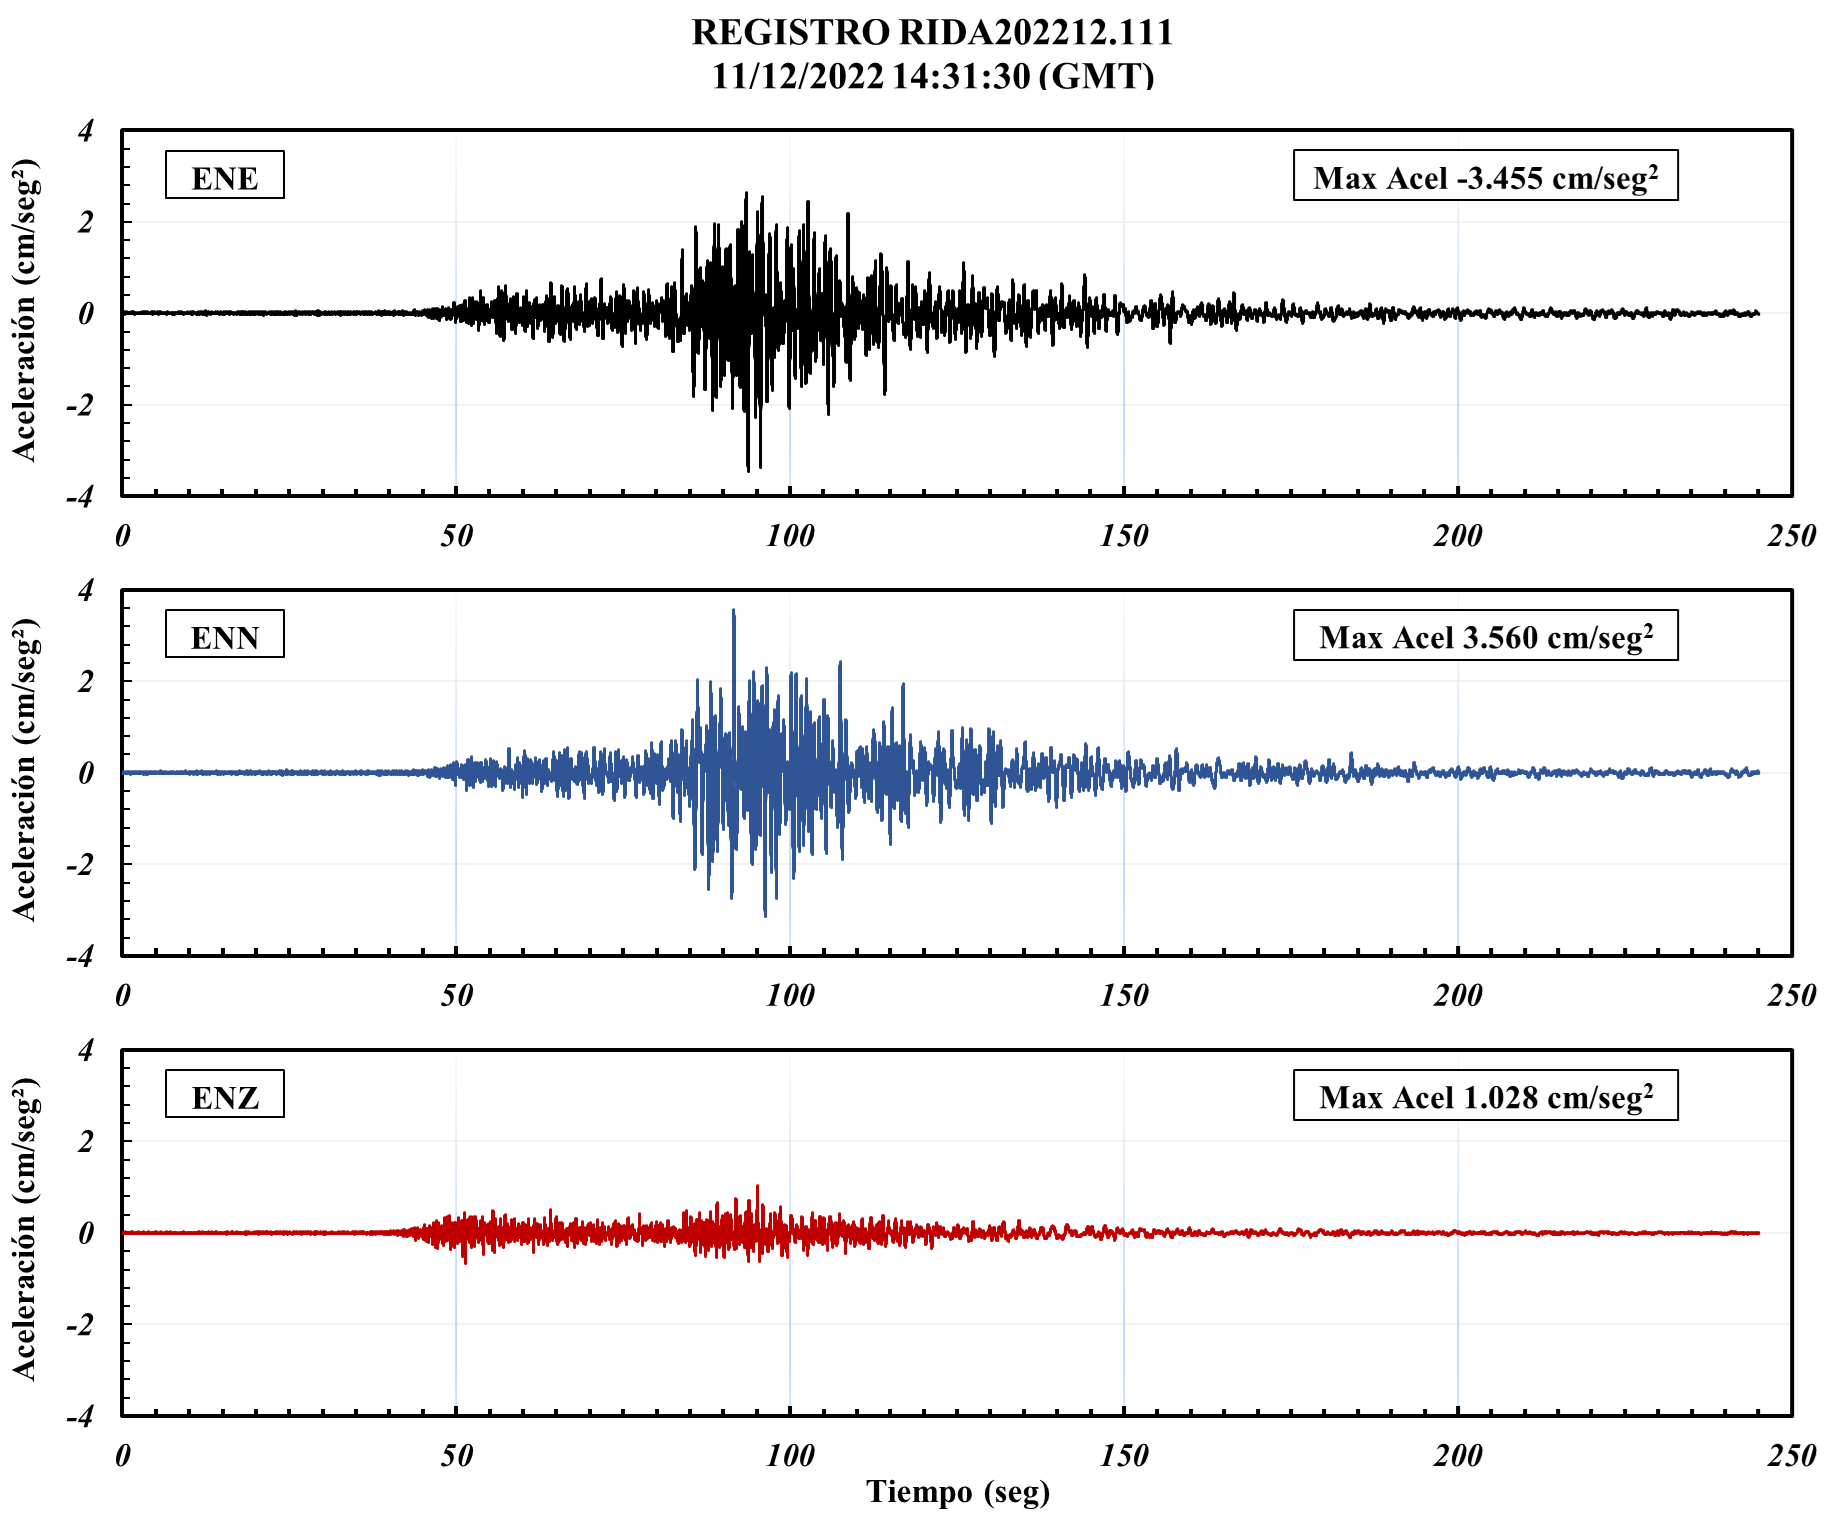 REGISTRO RIDA202212.111
11/12/2022 14:31:30 (GMT)
Aceleración (cm/seg²)
4
2
0
-2
-4
ENE
Max Acel -3.455 cm/seg²
0 50 100 150 200 250
Aceleración (cm/seg²)
4
2
0
-2
-4
ENN
Max Acel 3.560 cm/seg²
0 50 100 150 200 250
Aceleración (cm/seg²)
4
2
0
-2
-4
ENZ
Max Acel 1.028 cm/seg²
0 50 100 150 200 250
Tiempo (seg)